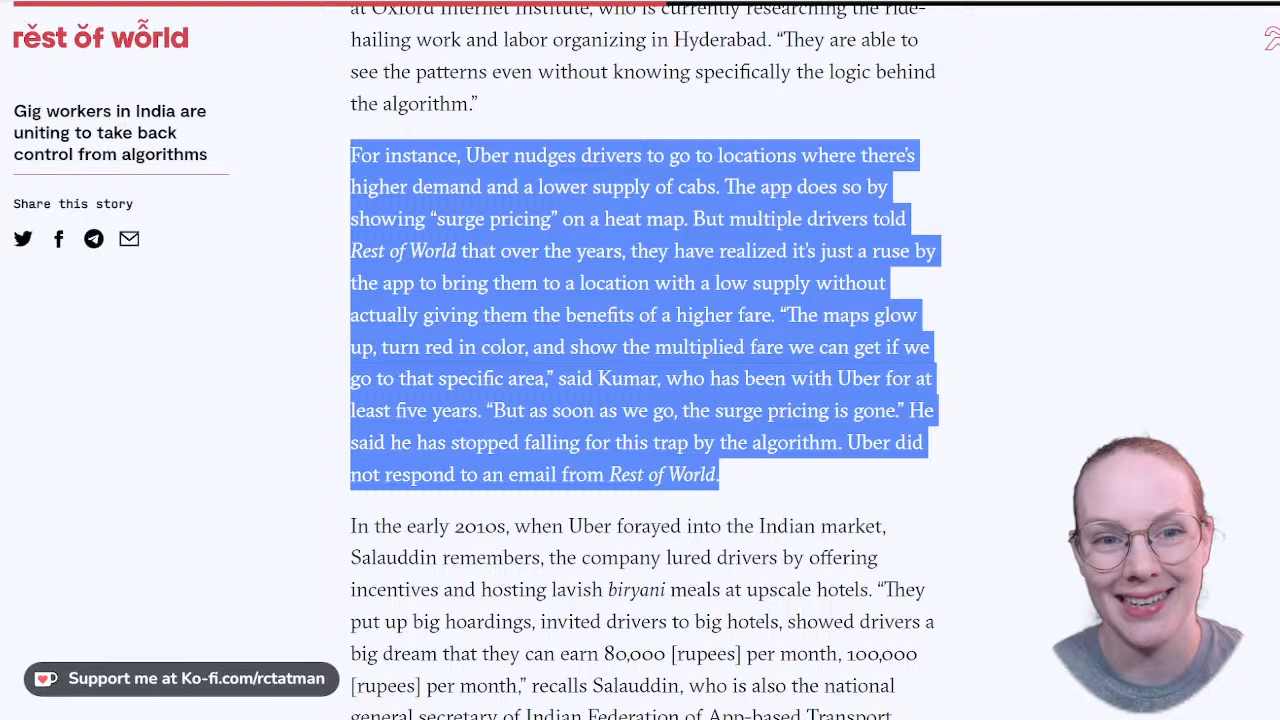 rěst ŏf wo᷈rld
Gig workers in India are
uniting to take back
control from algorithms
Share this story
at Oxford Internet Institute, who is currently researching the ride-
hailing work and labor organizing in Hyderabad. “They are able to
see the patterns even without knowing specifically the logic behind
the algorithm.”
For instance, Uber nudges drivers to go to locations where there’s
higher demand and a lower supply of cabs. The app does so by
showing “surge pricing” on a heat map. But multiple drivers told
Rest of World that over the years, they have realized it’s just a ruse by
the app to bring them to a location with a low supply without
actually giving them the benefits of a higher fare. “The maps glow
up, turn red in color, and show the multiplied fare we can get if we
go to that specific area,” said Kumar, who has been with Uber for at
least five years. “But as soon as we go, the surge pricing is gone.” He
said he has stopped falling for this trap by the algorithm. Uber did
not respond to an email from Rest of World.
In the early 2010s, when Uber forayed into the Indian market,
Salauddin remembers, the company lured drivers by offering
incentives and hosting lavish biryani meals at upscale hotels. “They
put up big hoardings, invited drivers to big hotels, showed drivers a
big dream that they can earn 80,000 [rupees] per month, 100,000
[rupees] per month,” recalls Salauddin, who is also the national
general secretary of Indian Federation of App-based Transport
Support me at Ko-fi.com/rctatman